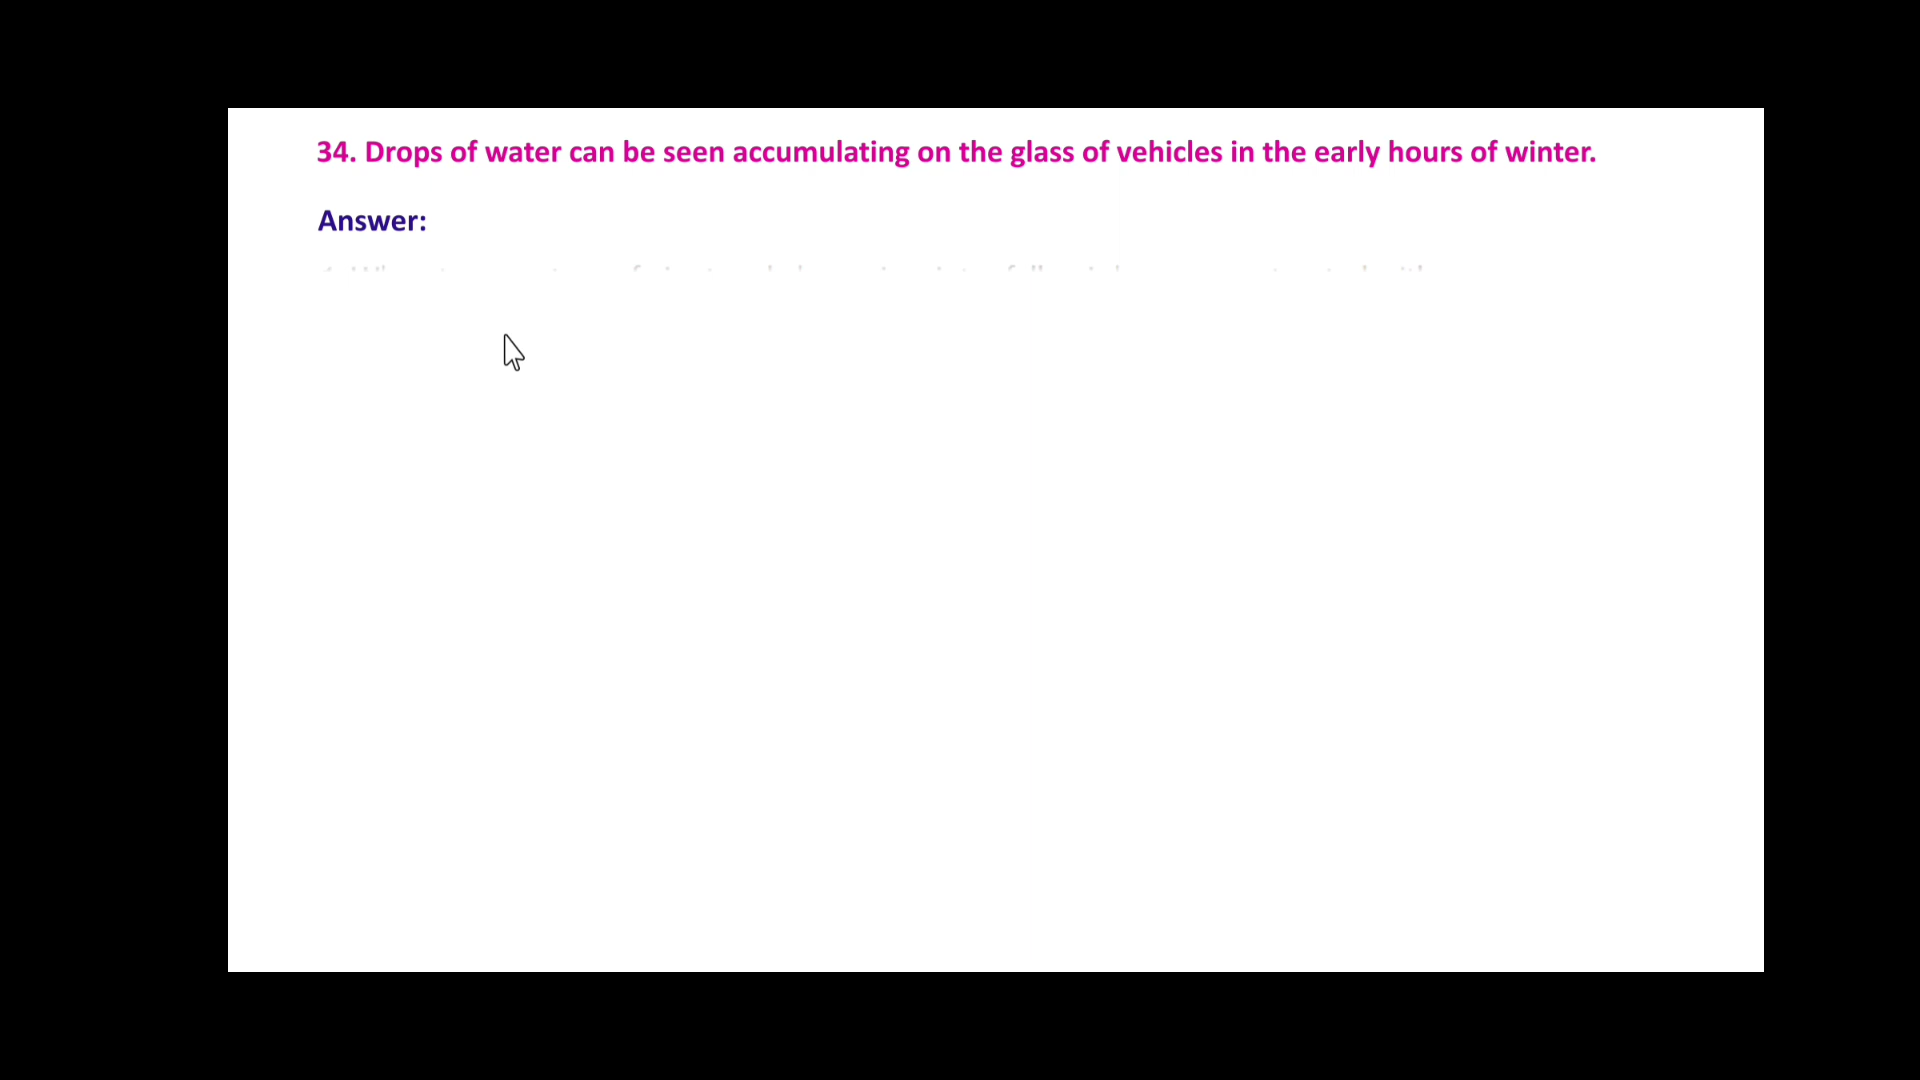 34. Drops of water can be seen accumulating on the glass of vehicles in the early hours of winter.
Answer: